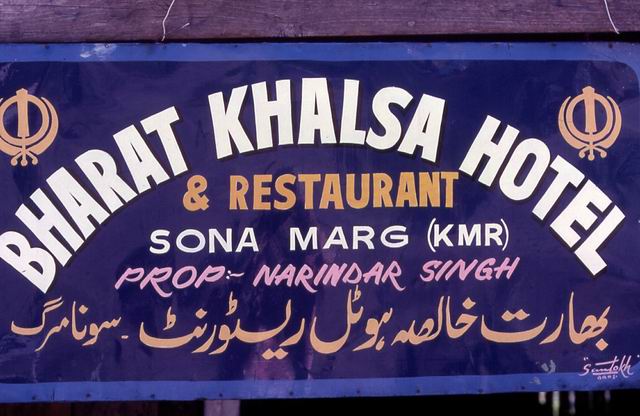 BHARAT KHALSA HOTEL
& RESTAURANT
SONA MARG (KMR)
PROP:- NARINDAR SINGH
بھارت خالصہ ہوٹل ریسٹورنٹ ۔ سونامرگ
"Santokh"